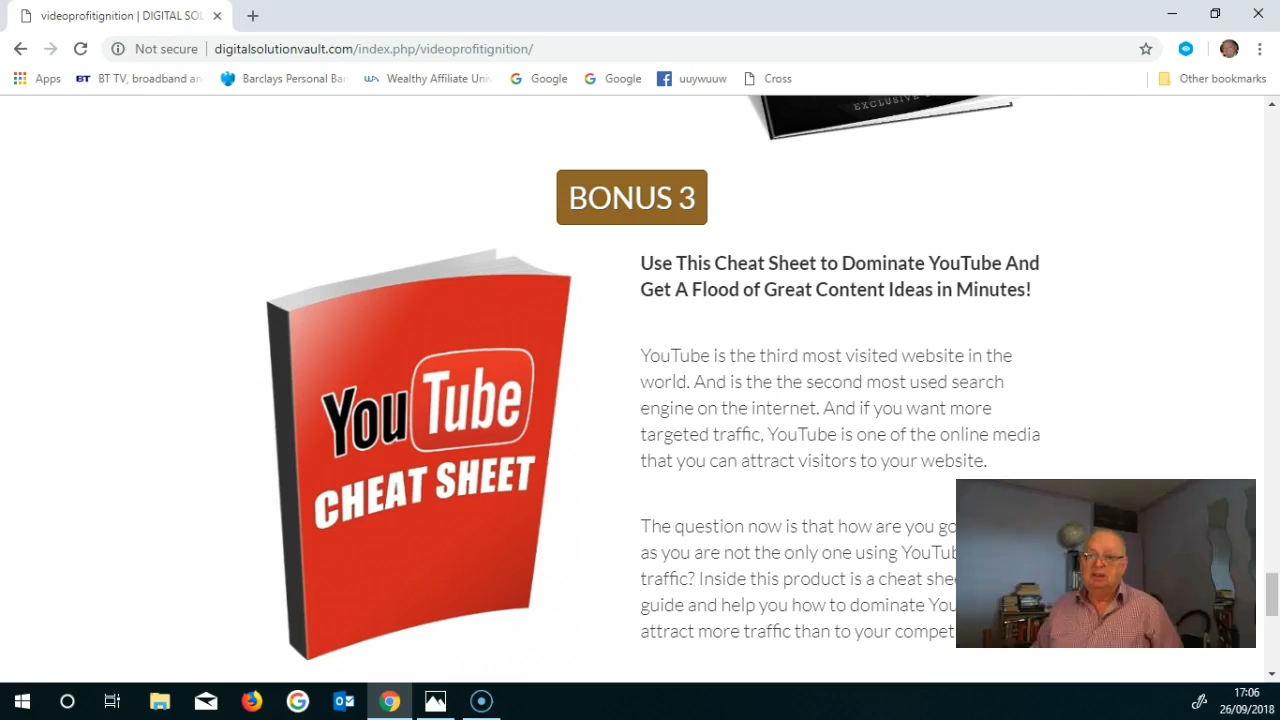 videoprofitignition | DIGITAL SOL
Not secure
digitalsolutionvault.com/index.php/videoprofitignition/
Apps
BT TV, broadband an
Barclays Personal Ban
Wealthy Affiliate Univ
Google
Google
uuywuuw
Cross
Other bookmarks
EXCLUSIVE
BONUS 3
Use This Cheat Sheet to Dominate YouTube And
Get A Flood of Great Content Ideas in Minutes!
YouTube is the third most visited website in the
world. And is the the second most used search
engine on the internet. And if you want more
targeted traffic, YouTube is one of the online media
that you can attract visitors to your website.
The question now is that how are you go
as you are not the only one using YouTub
traffic? Inside this product is a cheat shee
guide and help you how to dominate You
attract more traffic than to your compet
YouTube
CHEAT SHEET
17:06
26/09/2018